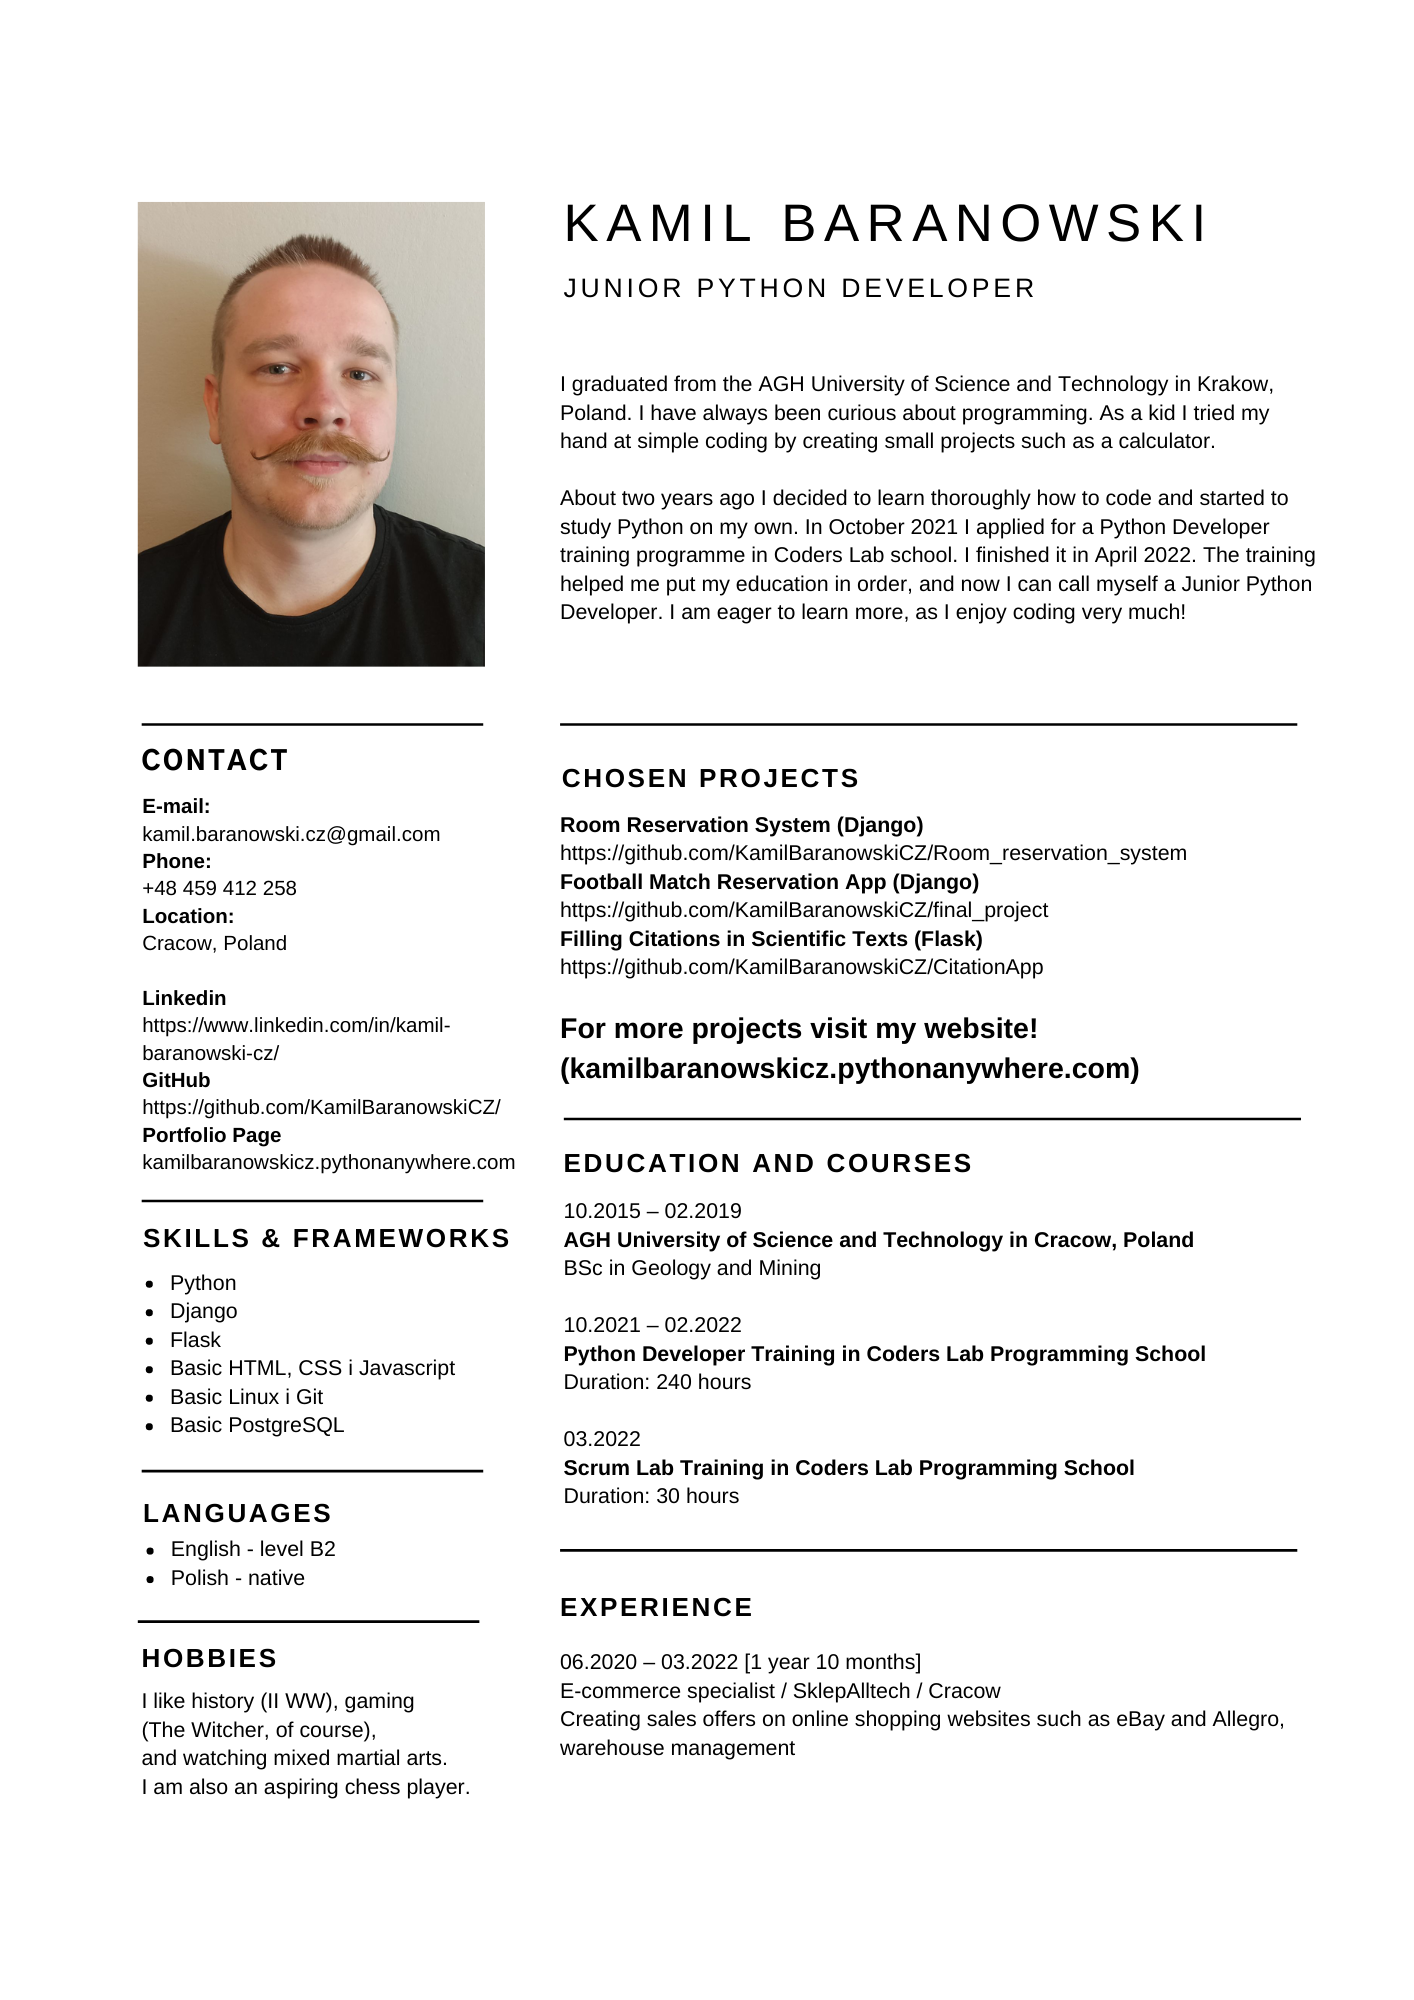 KAMIL BARANOWSKI
JUNIOR PYTHON DEVELOPER
I graduated from the AGH University of Science and Technology in Krakow,
Poland. I have always been curious about programming. As a kid I tried my
hand at simple coding by creating small projects such as a calculator.
About two years ago I decided to learn thoroughly how to code and started to
study Python on my own. In October 2021 I applied for a Python Developer
training programme in Coders Lab school. I finished it in April 2022. The training
helped me put my education in order, and now I can call myself a Junior Python
Developer. I am eager to learn more, as I enjoy coding very much!
CONTACT
E-mail:
kamil.baranowski.cz@gmail.com
Phone:
+48 459 412 258
Location:
Cracow, Poland
Linkedin
https://www.linkedin.com/in/kamil-
baranowski-cz/
GitHub
https://github.com/KamilBaranowskiCZ/
Portfolio Page
kamilbaranowskicz.pythonanywhere.com
SKILLS & FRAMEWORKS
• Python
• Django
• Flask
• Basic HTML, CSS i Javascript
• Basic Linux i Git
• Basic PostgreSQL
LANGUAGES
• English - level B2
• Polish - native
HOBBIES
I like history (II WW), gaming
(The Witcher, of course),
and watching mixed martial arts.
I am also an aspiring chess player.
CHOSEN PROJECTS
Room Reservation System (Django)
https://github.com/KamilBaranowskiCZ/Room_reservation_system
Football Match Reservation App (Django)
https://github.com/KamilBaranowskiCZ/final_project
Filling Citations in Scientific Texts (Flask)
https://github.com/KamilBaranowskiCZ/CitationApp
For more projects visit my website!
(kamilbaranowskicz.pythonanywhere.com)
EDUCATION AND COURSES
10.2015 – 02.2019
AGH University of Science and Technology in Cracow, Poland
BSc in Geology and Mining
10.2021 – 02.2022
Python Developer Training in Coders Lab Programming School
Duration: 240 hours
03.2022
Scrum Lab Training in Coders Lab Programming School
Duration: 30 hours
EXPERIENCE
06.2020 – 03.2022 [1 year 10 months]
E-commerce specialist / SklepAlltech / Cracow
Creating sales offers on online shopping websites such as eBay and Allegro,
warehouse management